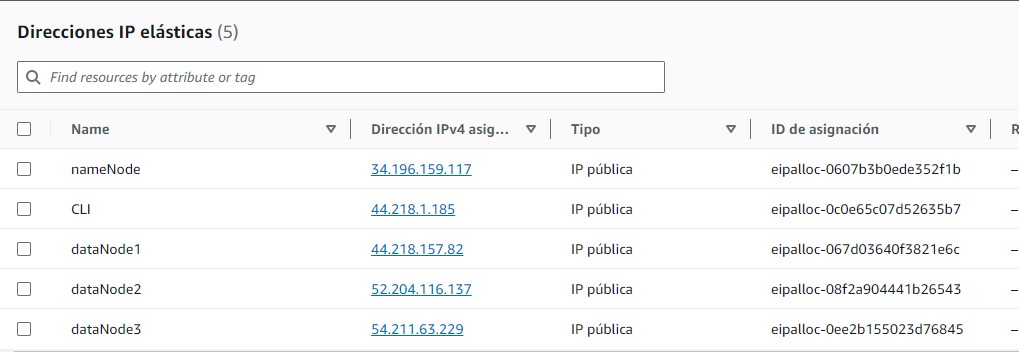 Direcciones IP elásticas (5)
Find resources by attribute or tag
Name Dirección IPv4 asig... Tipo ID de asignación R
nameNode 34.196.159.117 IP pública eipalloc-0607b3b0ede352f1b –
CLI 44.218.1.185 IP pública eipalloc-0c0e65c07d52635b7 –
dataNode1 44.218.157.82 IP pública eipalloc-067d03640f3821e6c –
dataNode2 52.204.116.137 IP pública eipalloc-08f2a904441b26543 –
dataNode3 54.211.63.229 IP pública eipalloc-0ee2b155023d76845 –